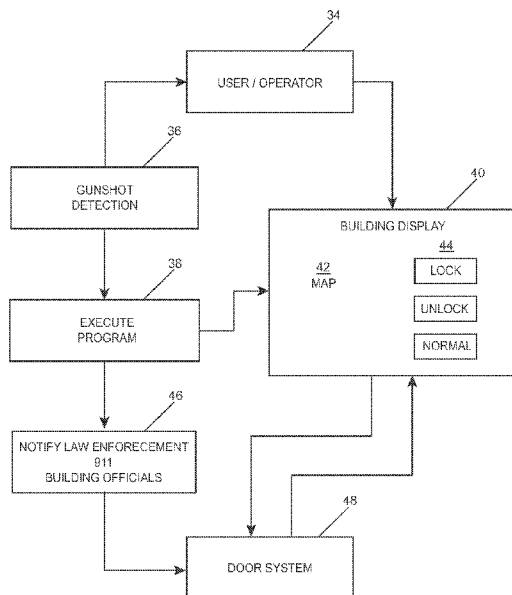 34
USER / OPERATOR
36
GUNSHOT
DETECTION
40
BUILDING DISPLAY
42
MAP
44
LOCK
UNLOCK
NORMAL
38
EXECUTE
PROGRAM
46
NOTIFY LAW ENFORECEMENT
911
BUILDING OFFICIALS
48
DOOR SYSTEM